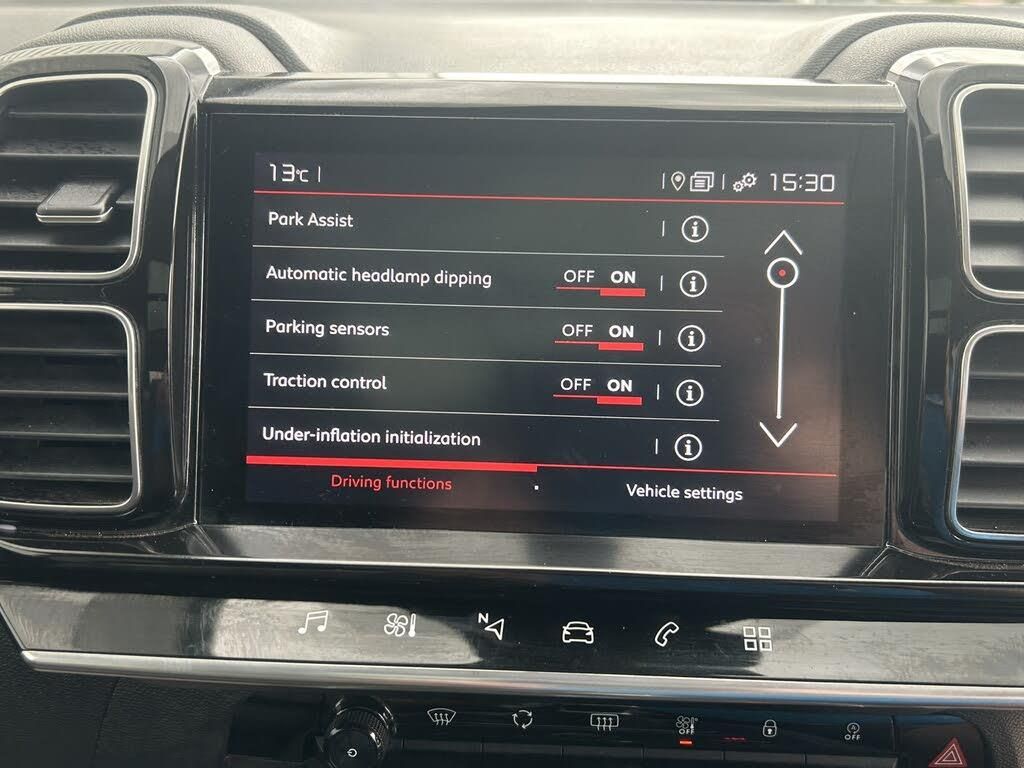 13°C
15:30
Park Assist
Automatic headlamp dipping OFF ON
Parking sensors OFF ON
Traction control OFF ON
Under-inflation initialization
Driving functions Vehicle settings
N
OFF
OFF